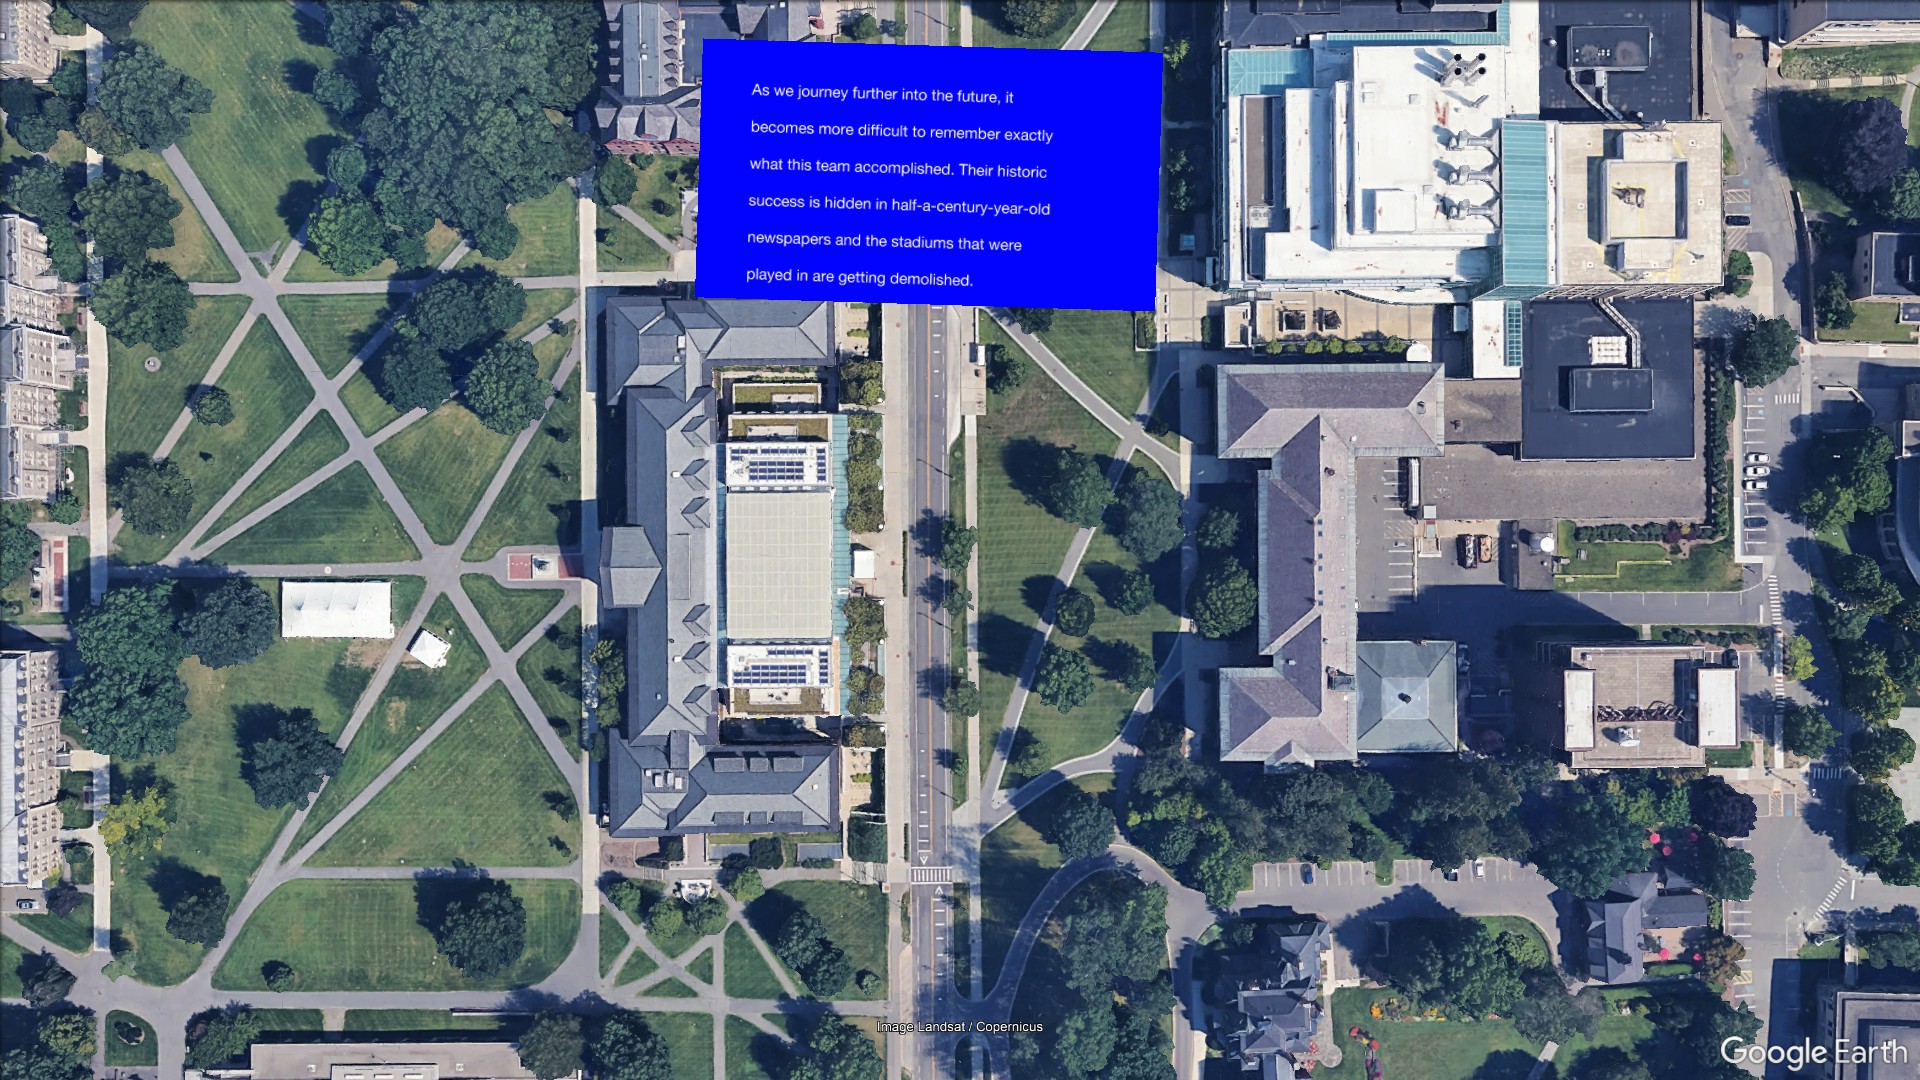 As we journey further into the future, it
becomes more difficult to remember exactly
what this team accomplished. Their historic
success is hidden in half-a-century-year-old
newspapers and the stadiums that were
played in are getting demolished.
Image Landsat / Copernicus
Google Earth